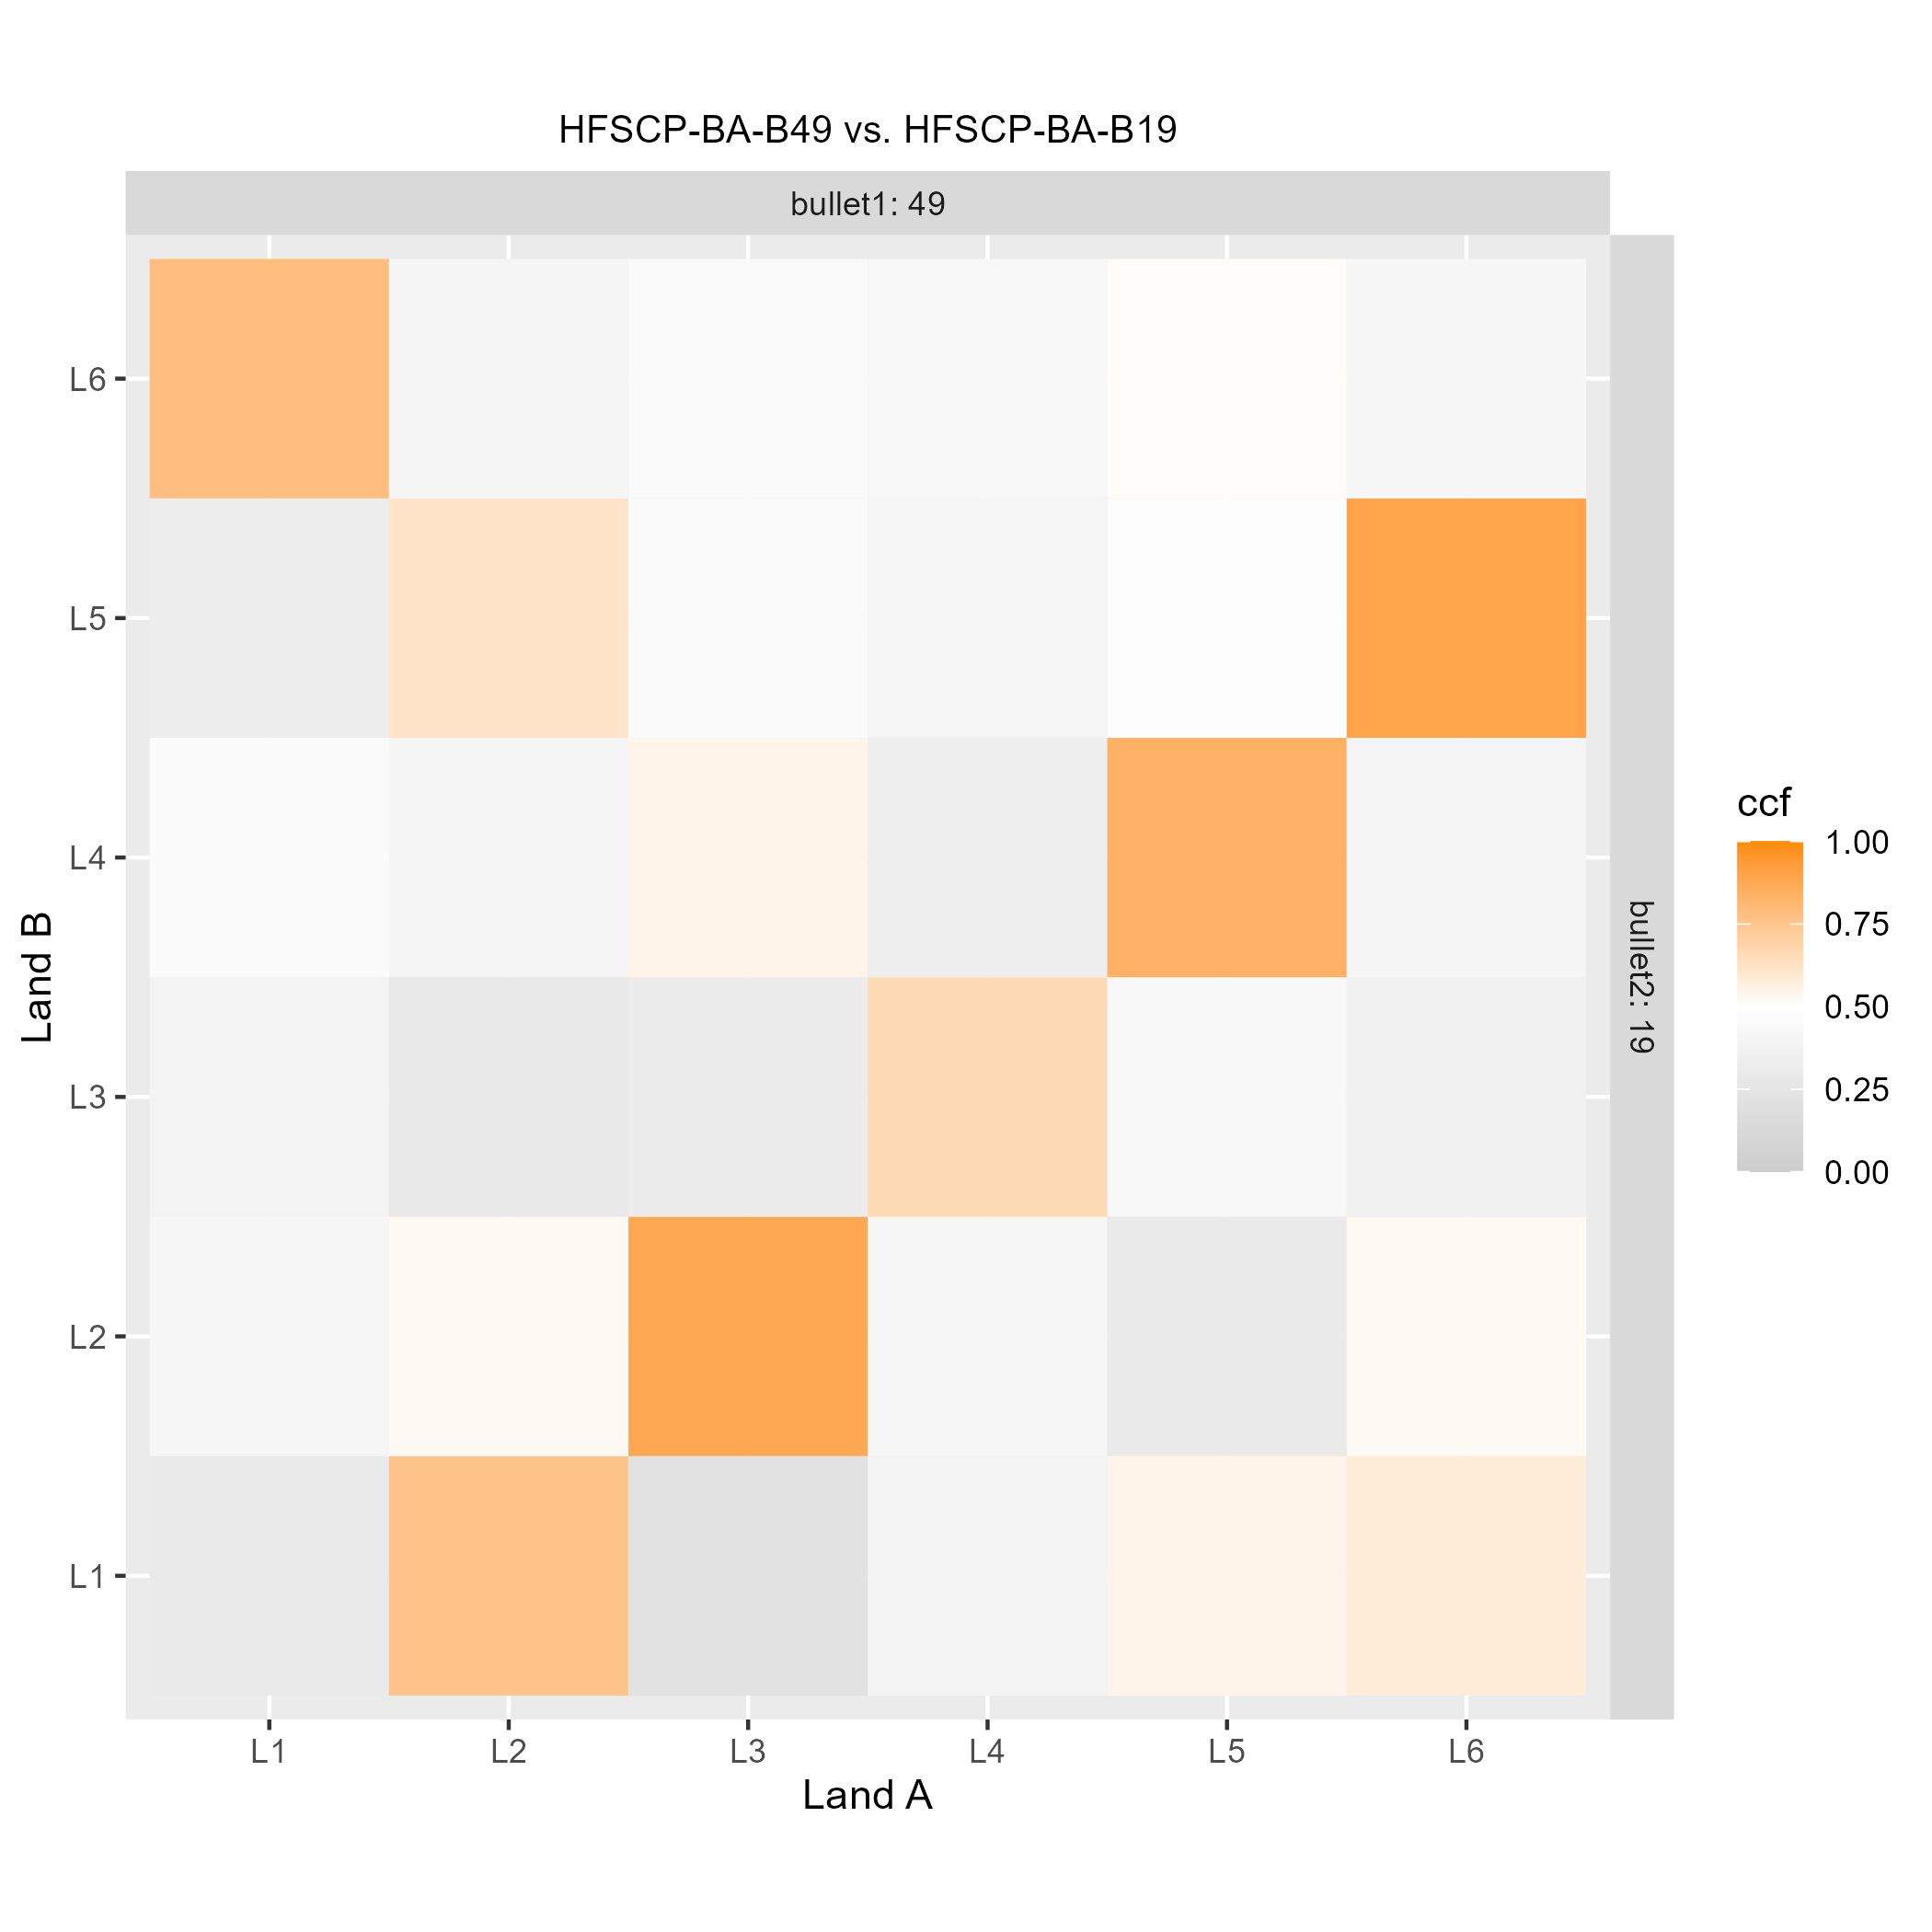 HFSCP-BA-B49 vs. HFSCP-BA-B19
bullet1: 49
L6
L5
L4
L3
L2
L1
Land B
bullet2: 19
L1 L2 L3 L4 L5 L6
Land A
ccf
1.00
0.75
0.50
0.25
0.00